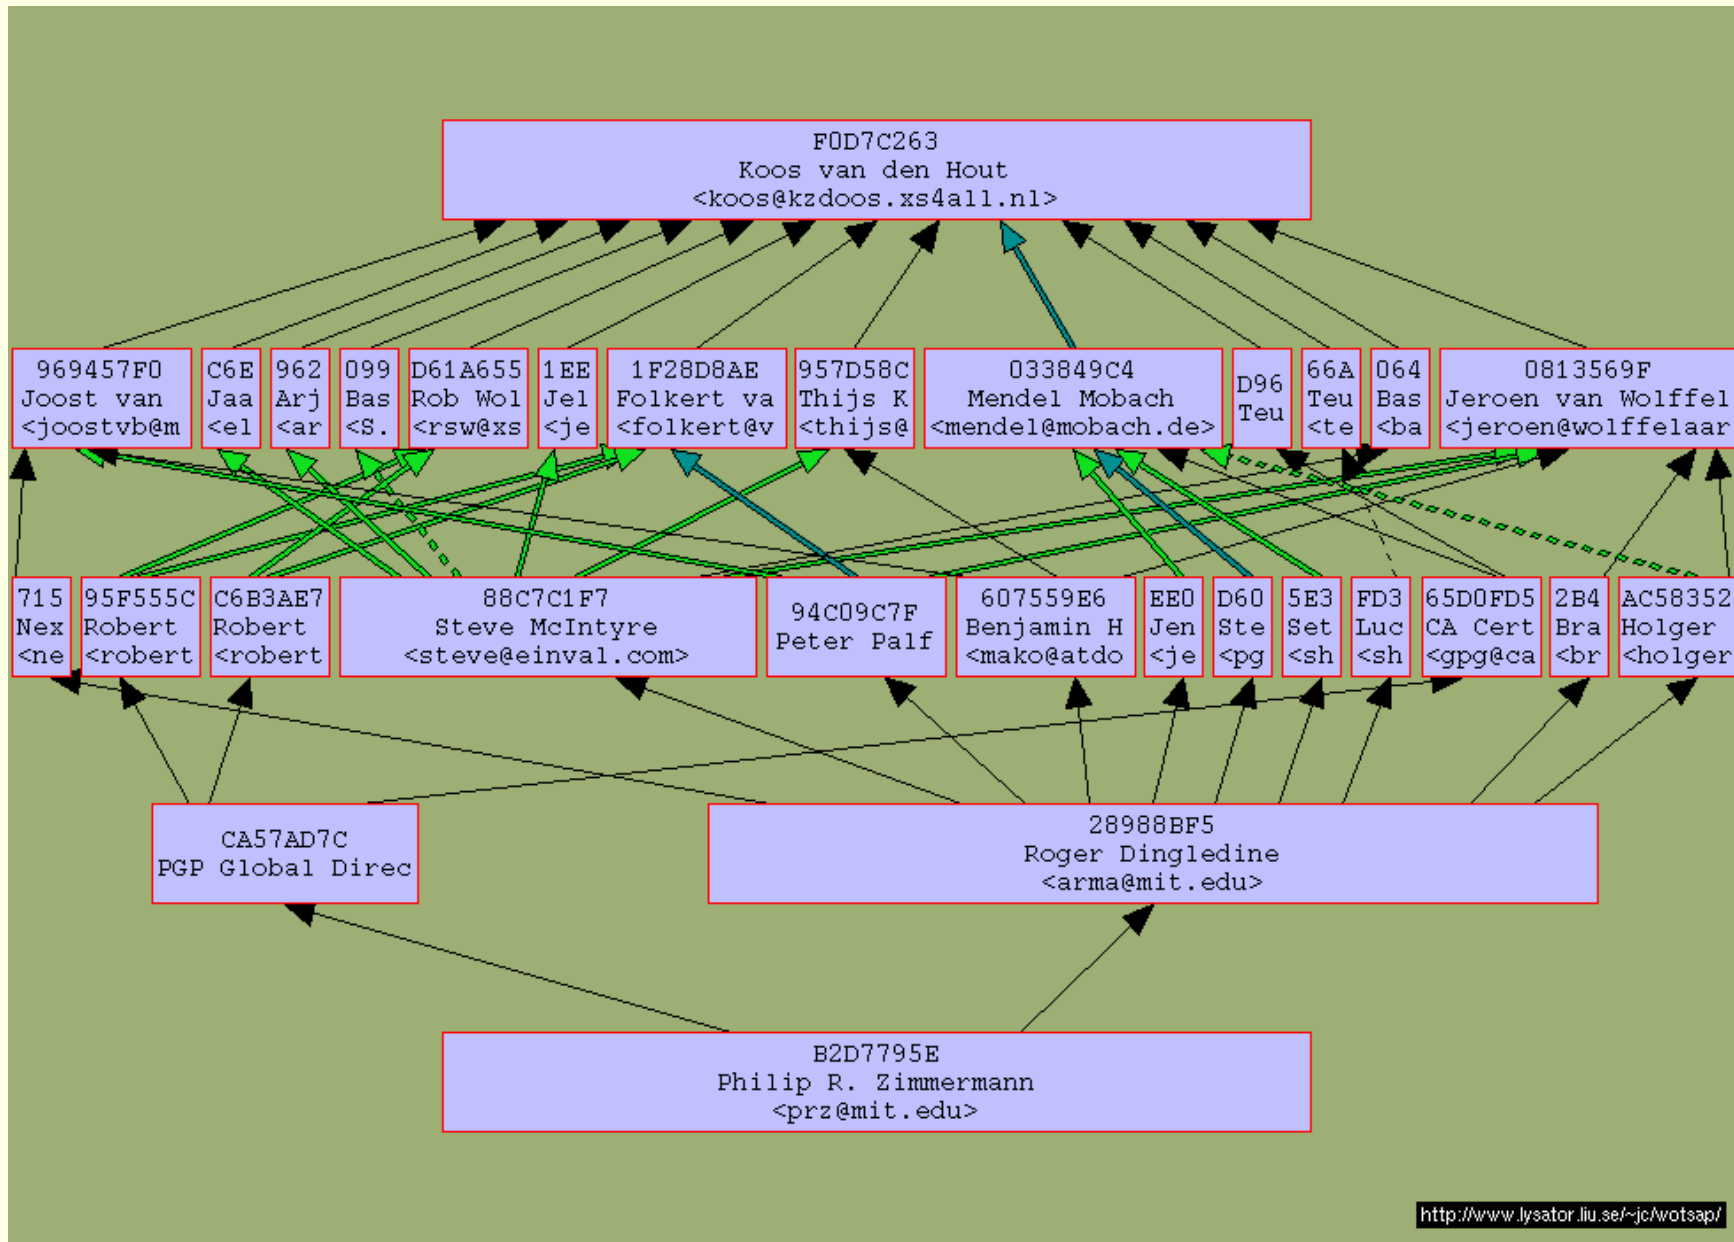 F0D7C263
Koos van den Hout
<koos@kzdoos.xs4all.nl>
969457F0
Joost van
<joostvb@m
C6E
Jaa
<el
962
Arj
<ar
099
Bas
<S.
D61A655
Rob Wol
<rsw@xs
1EE
Jel
<je
1F28D8AE
Folkert va
<folkert@v
957D58C
Thijs K
<thijs@
033849C4
Mendel Mobach
<mendel@mobach.de>
D96
Teu
66A
Teu
<te
064
Bas
<ba
0813569F
Jeroen van Wolffel
<jeroen@wolffelaar
715
Nex
<ne
95F555C
Robert
<robert
C6B3AE7
Robert
<robert
88C7C1F7
Steve McIntyre
<steve@einval.com>
94C09C7F
Peter Palf
607559E6
Benjamin H
<mako@atdo
EE0
Jen
<je
D60
Ste
<pg
5E3
Set
<sh
FD3
Luc
<sh
65D0FD5
CA Cert
<gpg@ca
2B4
Bra
<br
AC58352
Holger
<holger
CA57AD7C
PGP Global Direc
28988BF5
Roger Dingledine
<arma@mit.edu>
B2D7795E
Philip R. Zimmermann
<prz@mit.edu>
http://www.lysator.liu.se/~jc/wotsap/